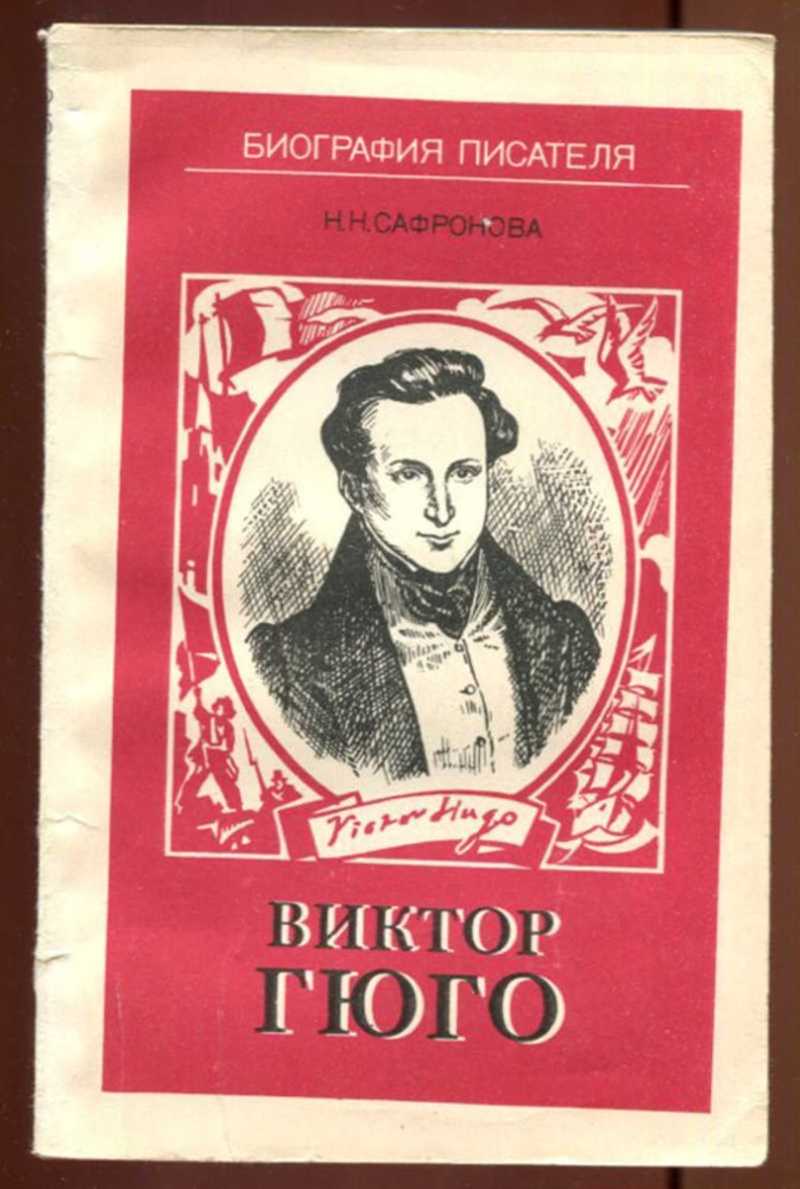 БИОГРАФИЯ ПИСАТЕЛЯ
Н.Н.САФРОНОВА
Victor Hugo
ВИКТОР
ГЮГО